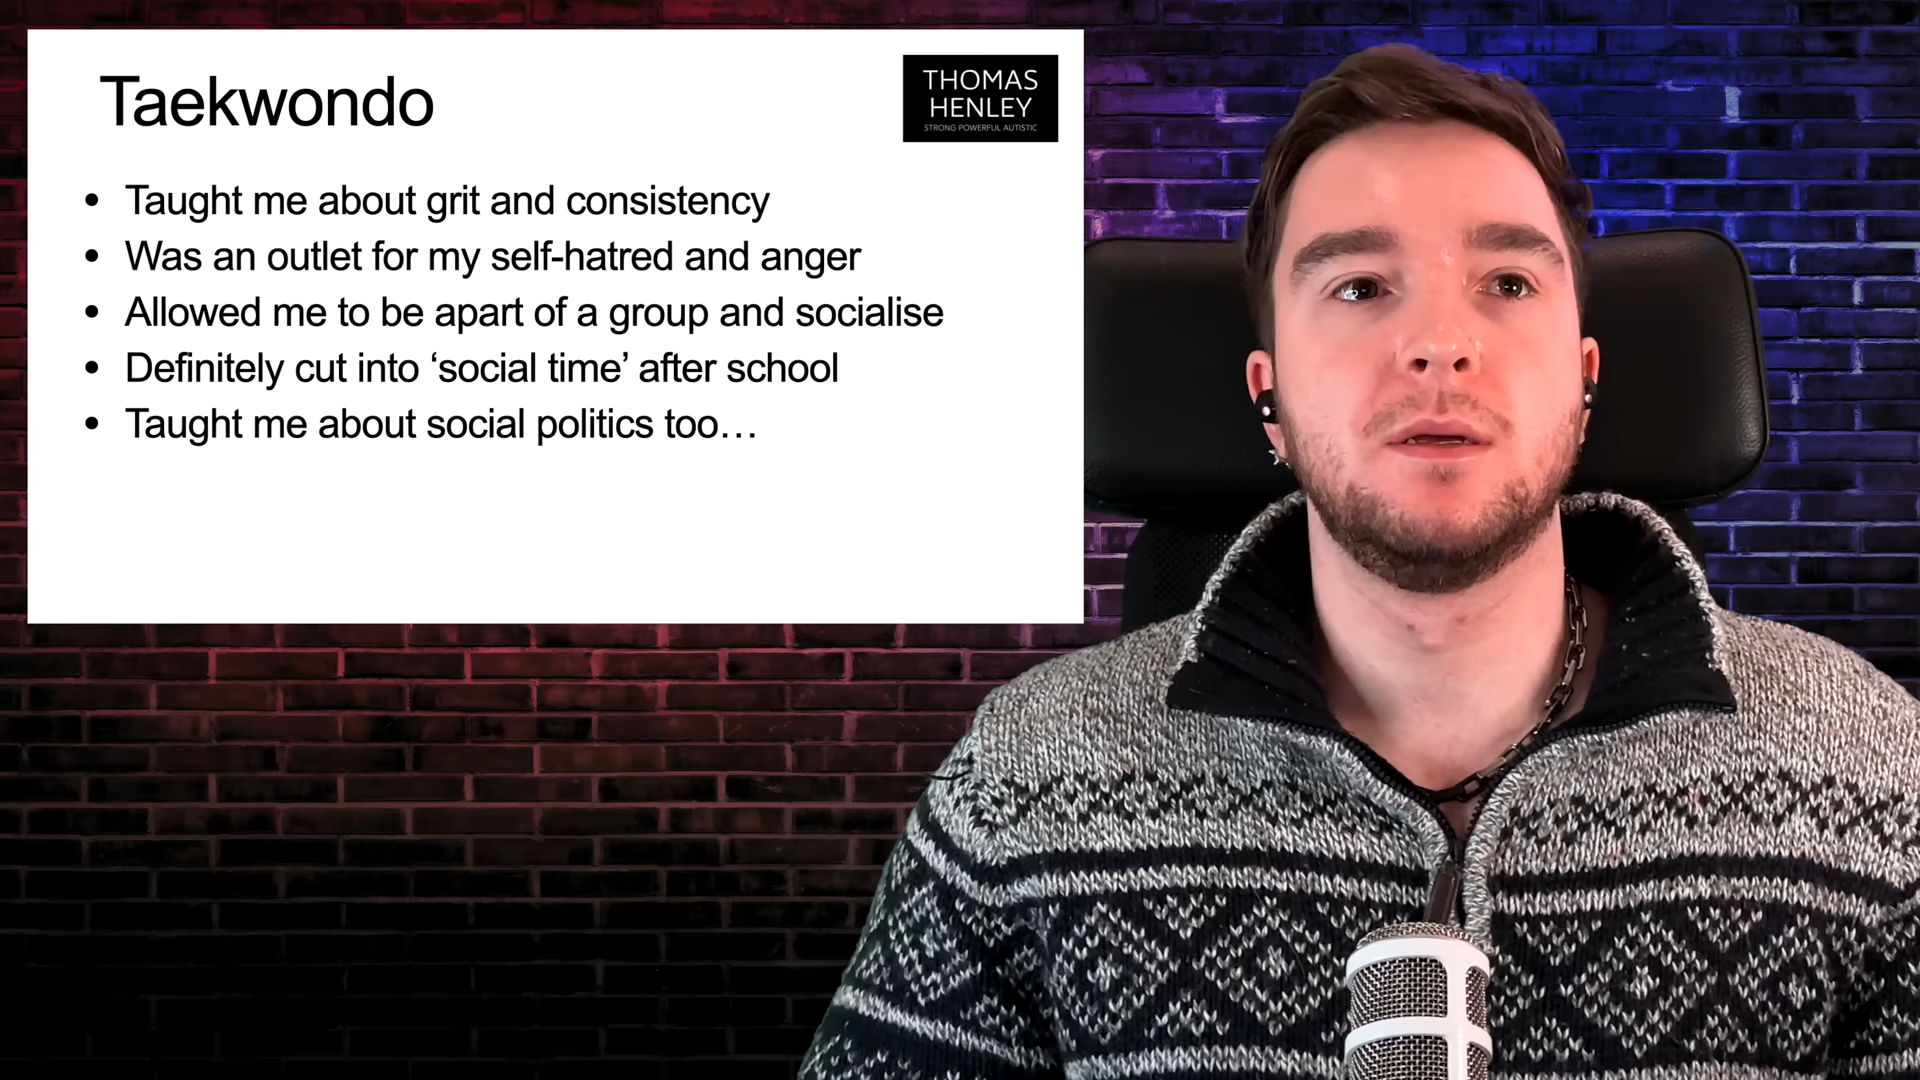 Taekwondo
THOMAS
HENLEY
STRONG POWERFUL AUTISTIC
• Taught me about grit and consistency
• Was an outlet for my self-hatred and anger
• Allowed me to be apart of a group and socialise
• Definitely cut into ‘social time’ after school
• Taught me about social politics too…